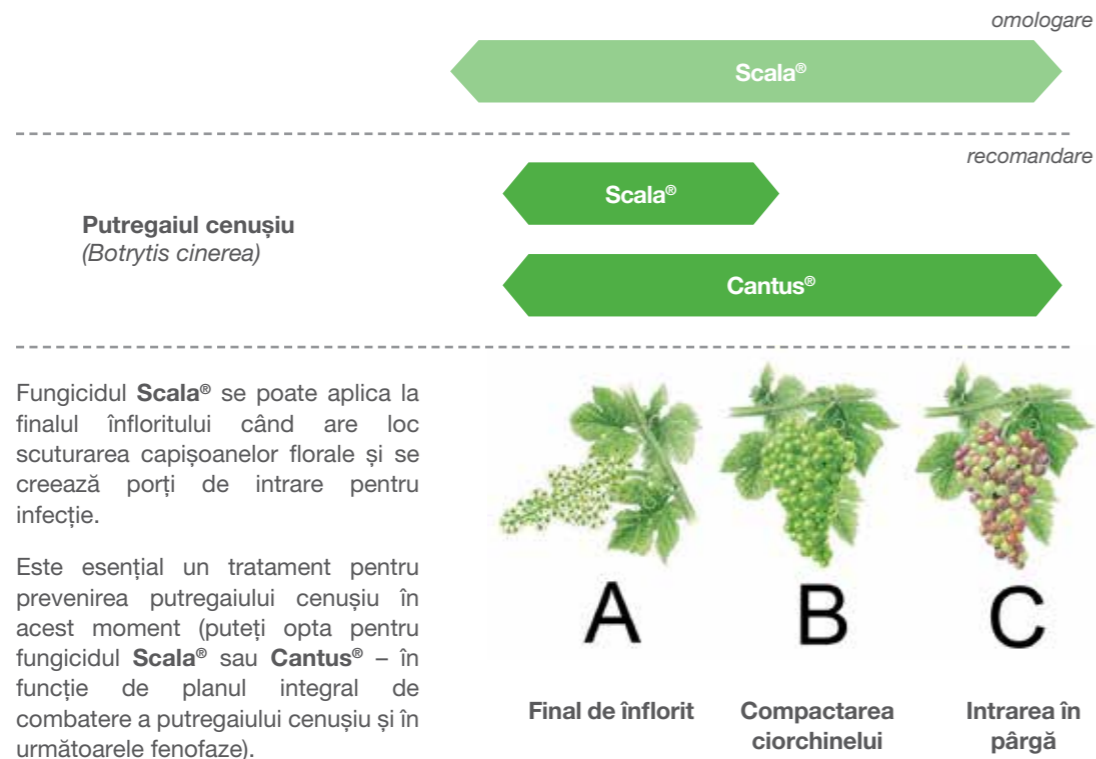 omologare
Scala®
recomandare
Scala®
Putregaiul cenușiu
(Botrytis cinerea)
Cantus®
Fungicidul Scala® se poate aplica la
finalul înfloritului când are loc
scuturarea capișoanelor florale și se
creează porți de intrare pentru
infecție.
Este esențial un tratament pentru
prevenirea putregaiului cenușiu în
acest moment (puteți opta pentru
fungicidul Scala® sau Cantus® – în
funcție de planul integral de
combatere a putregaiului cenușiu și în
următoarele fenofaze).
A B C
Final de înflorit
Compactarea
ciorchinelui
Intrarea în
pârgă